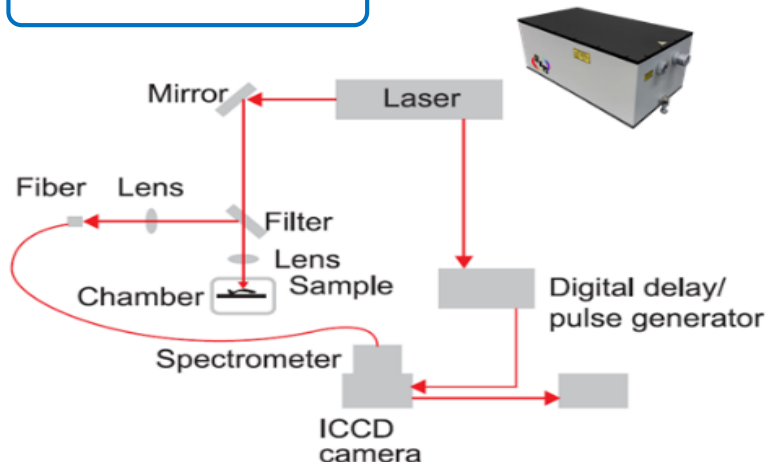 Mirror
Laser
Fiber Lens
Filter
Lens
Sample
Chamber
Digital delay/
pulse generator
Spectrometer
ICCD
camera